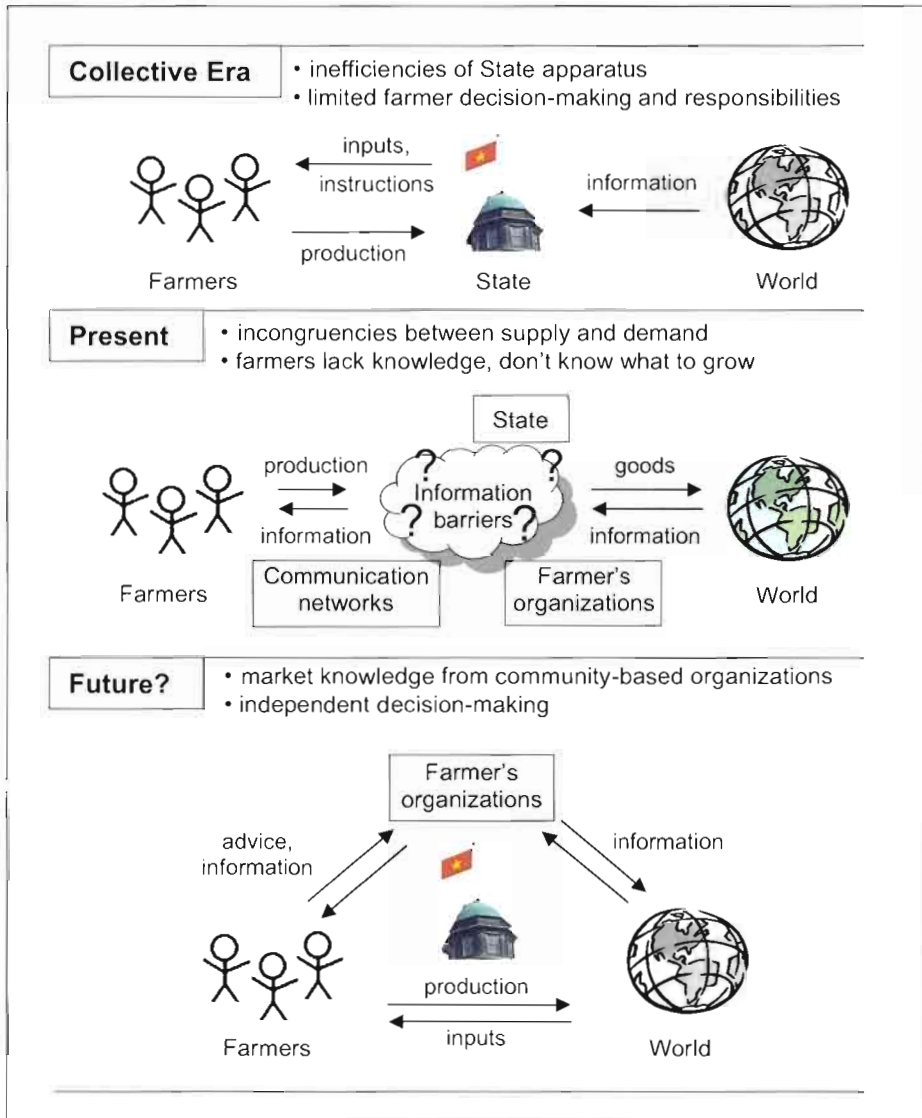 Collective Era
• inefficiencies of State apparatus
• limited farmer decision-making and responsibilities
inputs,
instructions
information
production
Farmers
State
World
Present
• incongruencies between supply and demand
• farmers lack knowledge, don't know what to grow
State
production
? ?
goods
Information
barriers
? ?
information
information
Communication
networks
Farmer's
organizations
Farmers
World
Future?
• market knowledge from community-based organizations
• independent decision-making
Farmer's
organizations
advice,
information
information
production
inputs
Farmers
World